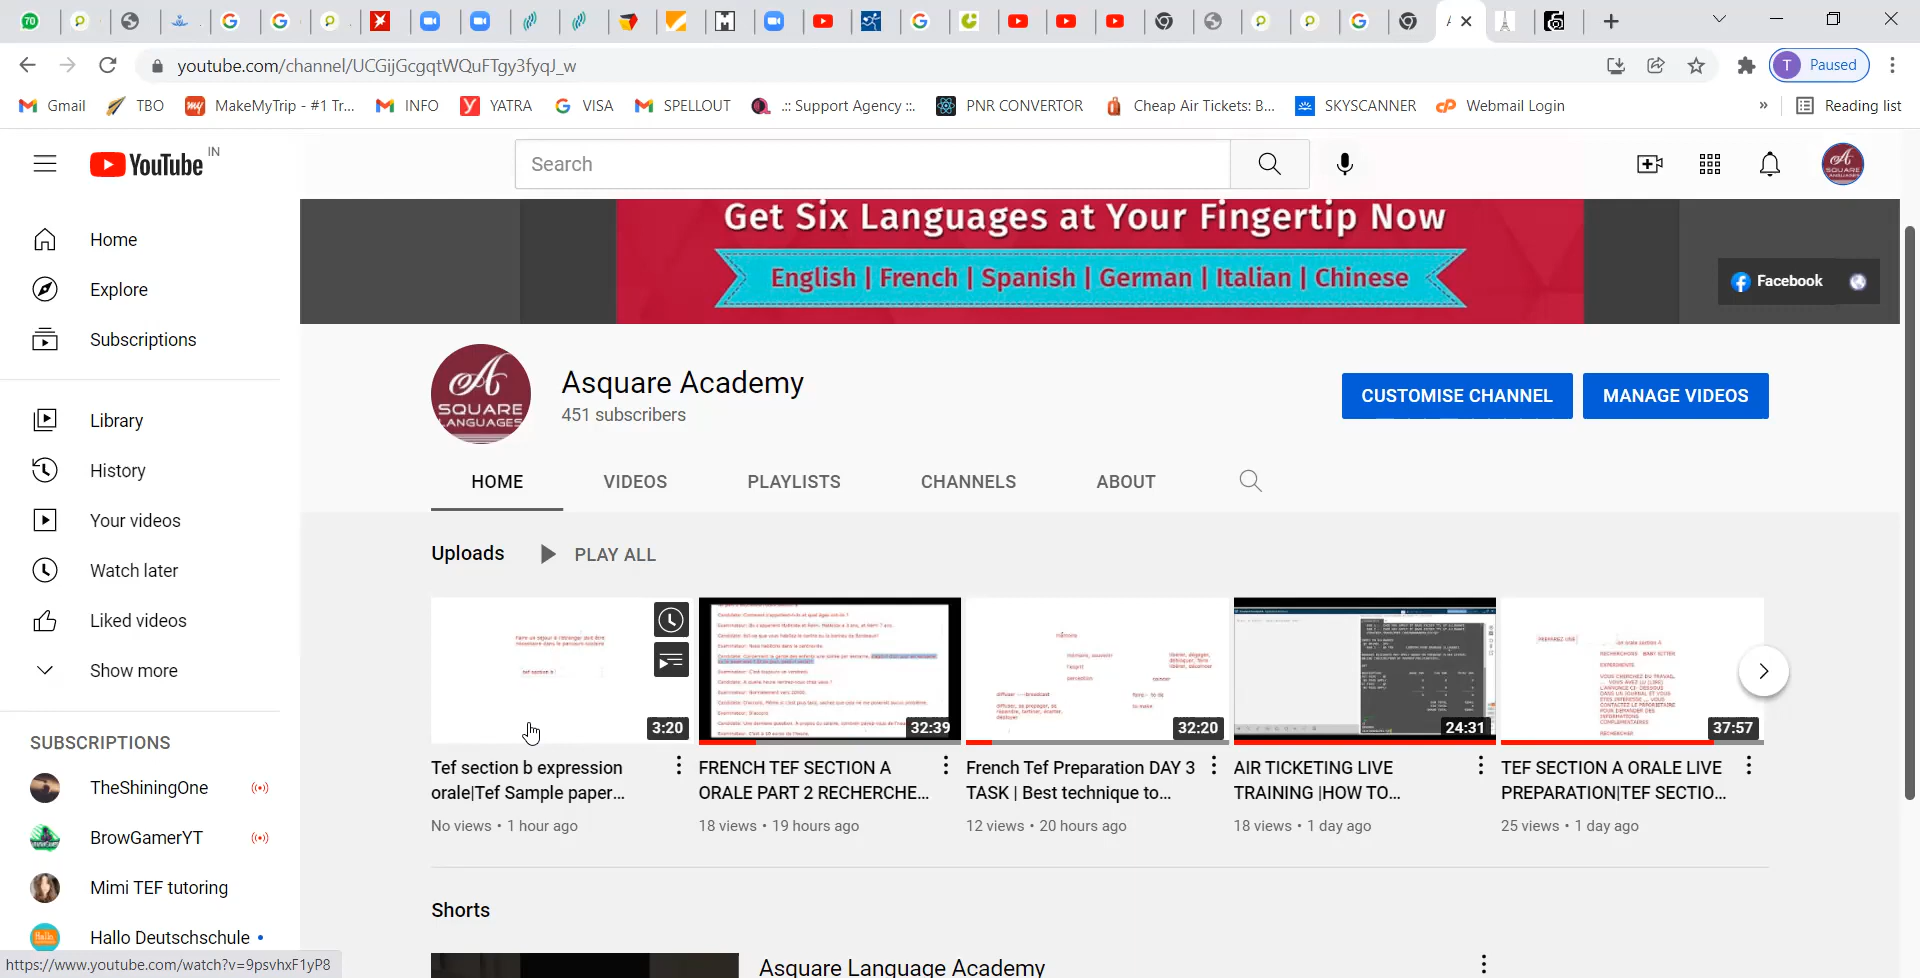 70
youtube.com/channel/UCGijGcgqtWQuFTgy3fyqJ_w
T
Paused
Gmail
TBO
my
MakeMyTrip - #1 Tr...
INFO
YATRA
VISA
SPELLOUT
.:: Support Agency ::.
PNR CONVERTOR
Cheap Air Tickets: B...
SKYSCANNER
Webmail Login
»
Reading list
YouTube IN
Search
A SQUARE
Home
Explore
Subscriptions
Library
History
Your videos
Watch later
Liked videos
Show more
SUBSCRIPTIONS
TheShiningOne
BrowGamerYT
Mimi TEF tutoring
Hallo Deutschschule
https://www.youtube.com/watch?v=9psvhxF1yP8
Get Six Languages at Your Fingertip Now
English | French | Spanish | German | Italian | Chinese
Facebook
A
SQUARE
LANGUAGES
Asquare Academy
451 subscribers
CUSTOMISE CHANNEL
MANAGE VIDEOS
HOME
VIDEOS
PLAYLISTS
CHANNELS
ABOUT
Uploads
PLAY ALL
tef section b
3:20
Tef section b expression
orale|Tef Sample paper...
No views • 1 hour ago
32:39
FRENCH TEF SECTION A
ORALE PART 2 RECHERCHE...
18 views • 19 hours ago
32:20
French Tef Preparation DAY 3
TASK | Best technique to...
12 views • 20 hours ago
24:31
AIR TICKETING LIVE
TRAINING |HOW TO...
18 views • 1 day ago
37:57
TEF SECTION A ORALE LIVE
PREPARATION|TEF SECTIO...
25 views • 1 day ago
Shorts
Asquare Language Academy